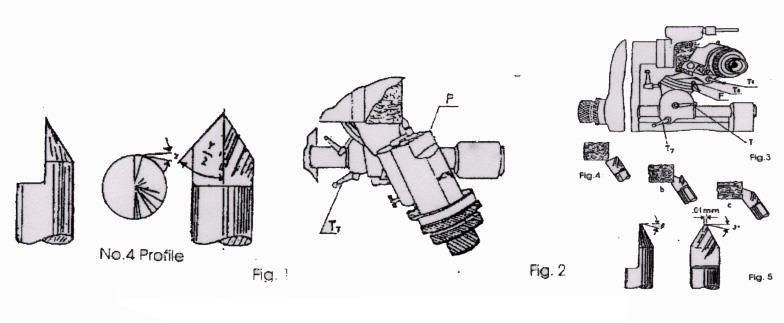 No.4 Profile
Fig. 1
F
T7
Fig. 2
F
T
T7
Fig.3
Fig.4
b
c
.01mm
3°
Fig. 5